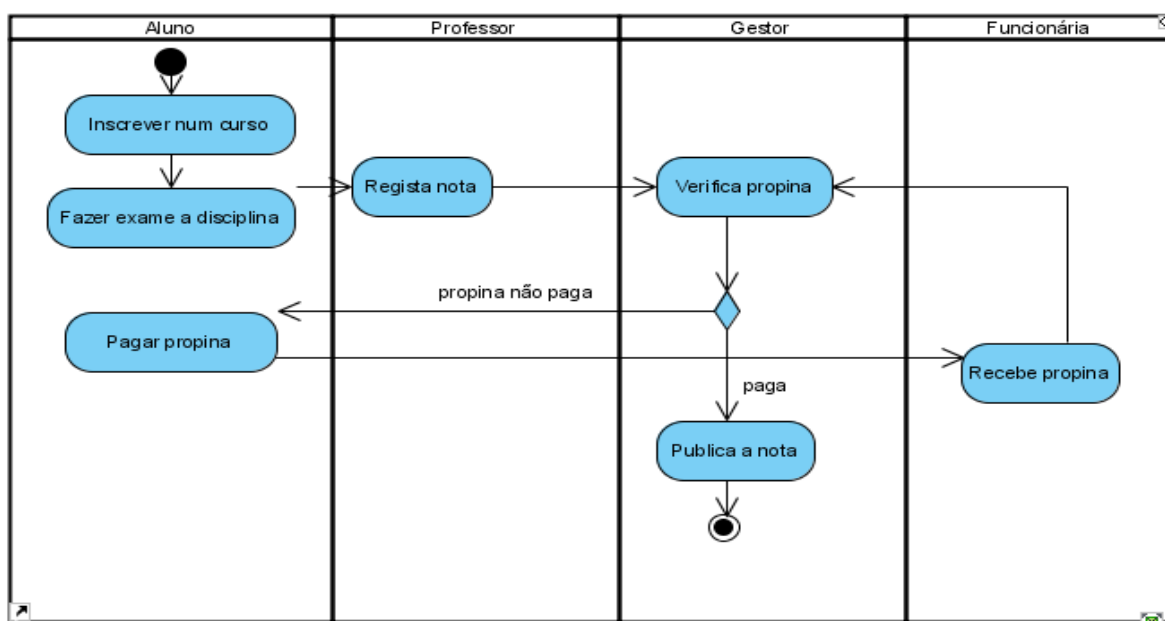 Aluno
Professor
Gestor
Funcionária
Inscrever num curso
Fazer exame a disciplina
Regista nota
Verifica propina
propina não paga
Pagar propina
Recebe propina
paga
Publica a nota